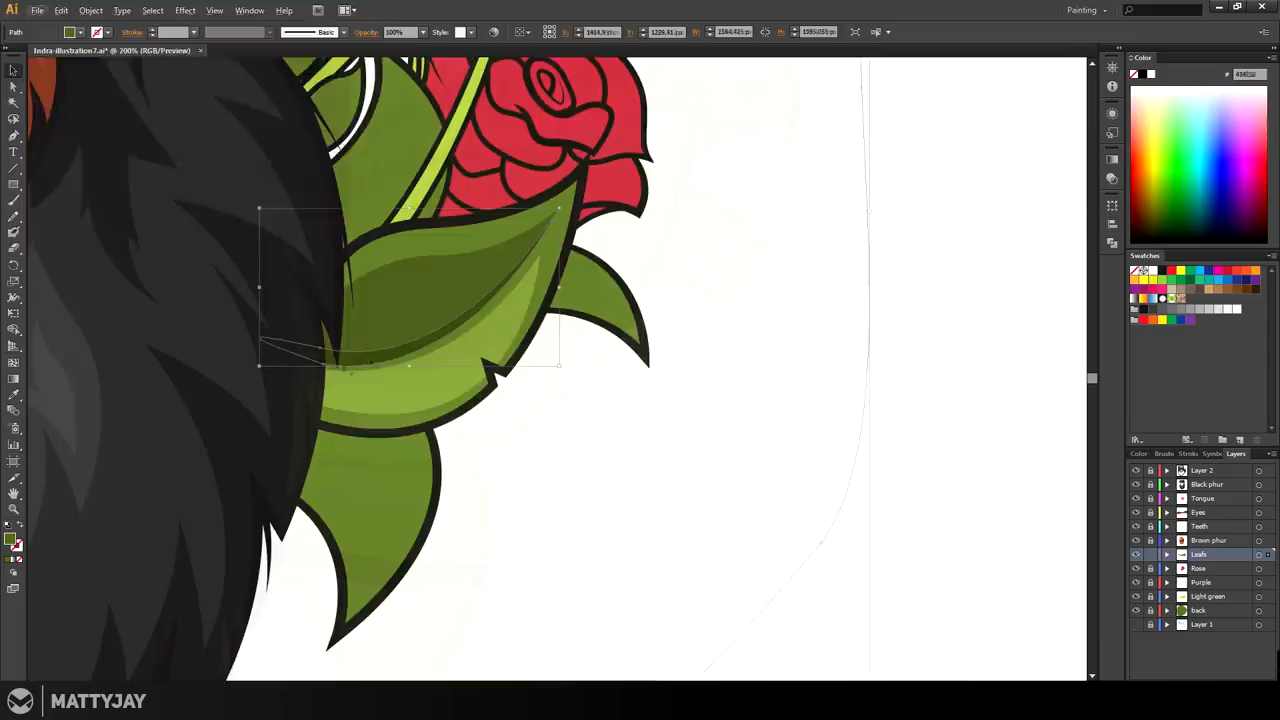 Ai File Edit Object Type Select Effect View Window Help Br Painting
Path Stroke: Basic Opacity: 100% Style: X: Y: W: H:
Indra-illustration7.ai* @ 200% (RGB/Preview)
Color
#
Swatches
Color Brushe Stroke Symbo Layers
Layer 2
Black phur
Tongue
Eyes
Teeth
Brown phur
Leafs
Rose
Purple
Light green
back
Layer 1
MATTYJAY